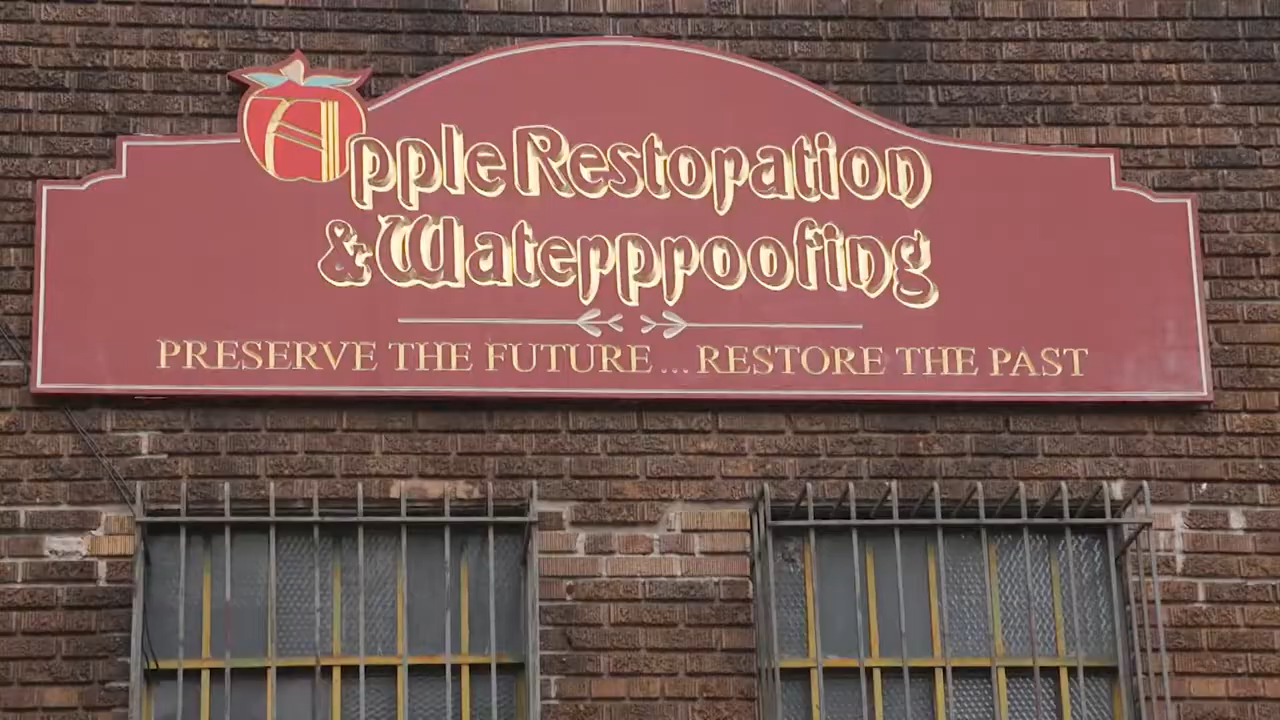 Apple Restoration
& Waterproofing
PRESERVE THE FUTURE... RESTORE THE PAST